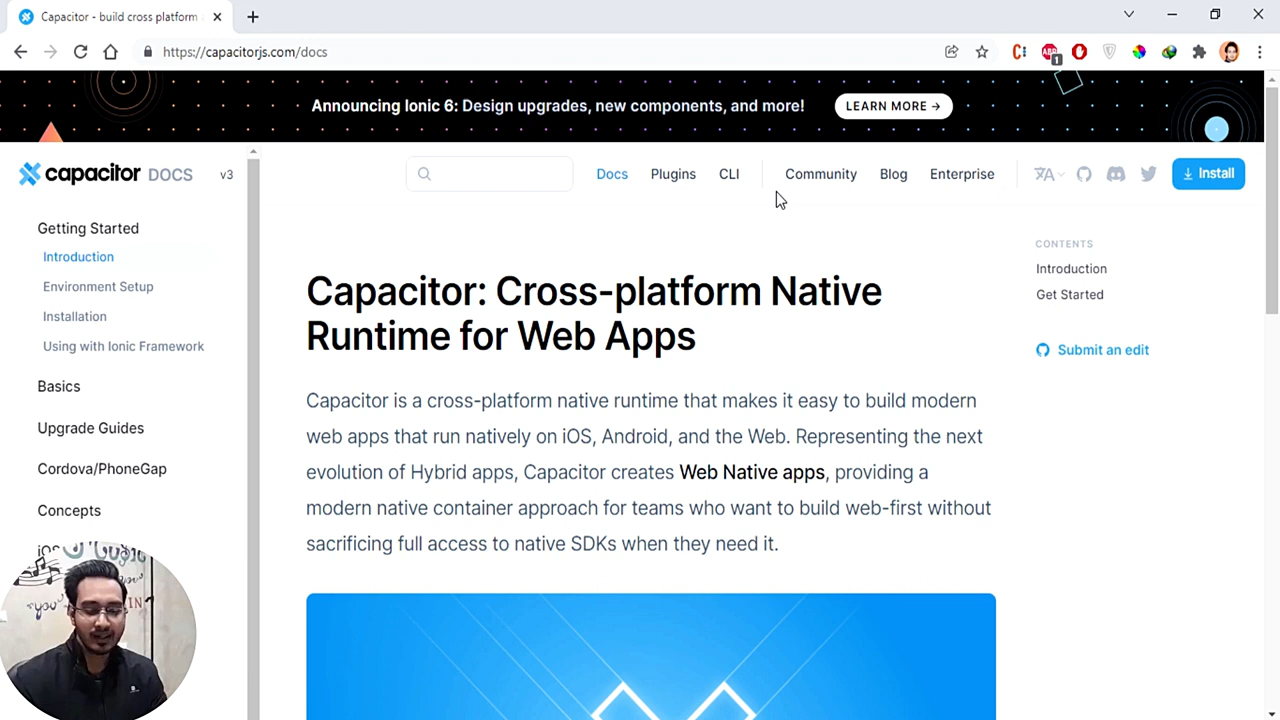 Capacitor - build cross platform
https://capacitorjs.com/docs
1
Announcing Ionic 6: Design upgrades, new components, and more!
LEARN MORE →
capacitor DOCS
v3
Docs
Plugins
CLI
Community
Blog
Enterprise
Install
Getting Started
Introduction
Environment Setup
Installation
Using with Ionic Framework
Basics
Upgrade Guides
Cordova/PhoneGap
Concepts
Capacitor: Cross-platform Native
Runtime for Web Apps
Capacitor is a cross-platform native runtime that makes it easy to build modern
web apps that run natively on iOS, Android, and the Web. Representing the next
evolution of Hybrid apps, Capacitor creates Web Native apps, providing a
modern native container approach for teams who want to build web-first without
sacrificing full access to native SDKs when they need it.
CONTENTS
Introduction
Get Started
Submit an edit